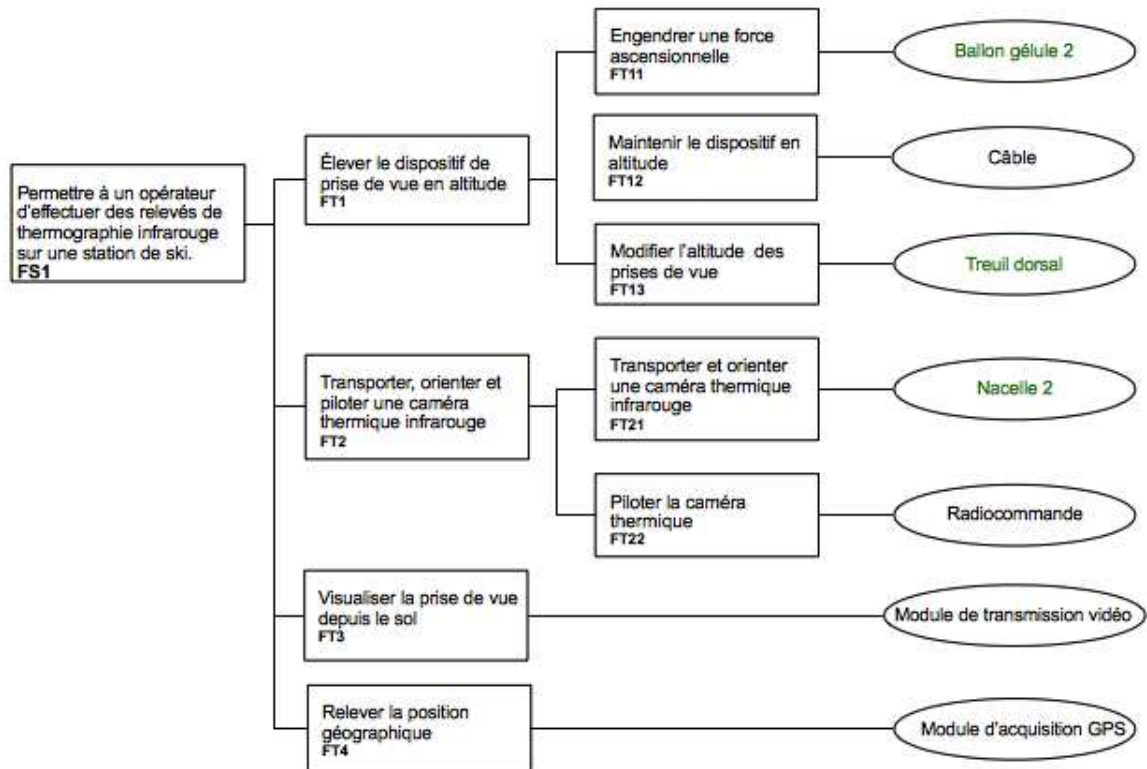 Engendrer une force
ascensionnelle
FT11
Ballon gélule 2
Maintenir le dispositif en
altitude
FT12
Câble
Élever le dispositif de
prise de vue en altitude
FT1
Permettre à un opérateur
d'effectuer des relevés de
thermographie infrarouge
sur une station de ski.
FS1
Modifier l'altitude des
prises de vue
FT13
Treuil dorsal
Transporter, orienter et
piloter une caméra
thermique infrarouge
FT2
Transporter et orienter
une caméra thermique
infrarouge
FT21
Nacelle 2
Piloter la caméra
thermique
FT22
Radiocommande
Visualiser la prise de vue
depuis le sol
FT3
Module de transmission vidéo
Relever la position
géographique
FT4
Module d'acquisition GPS